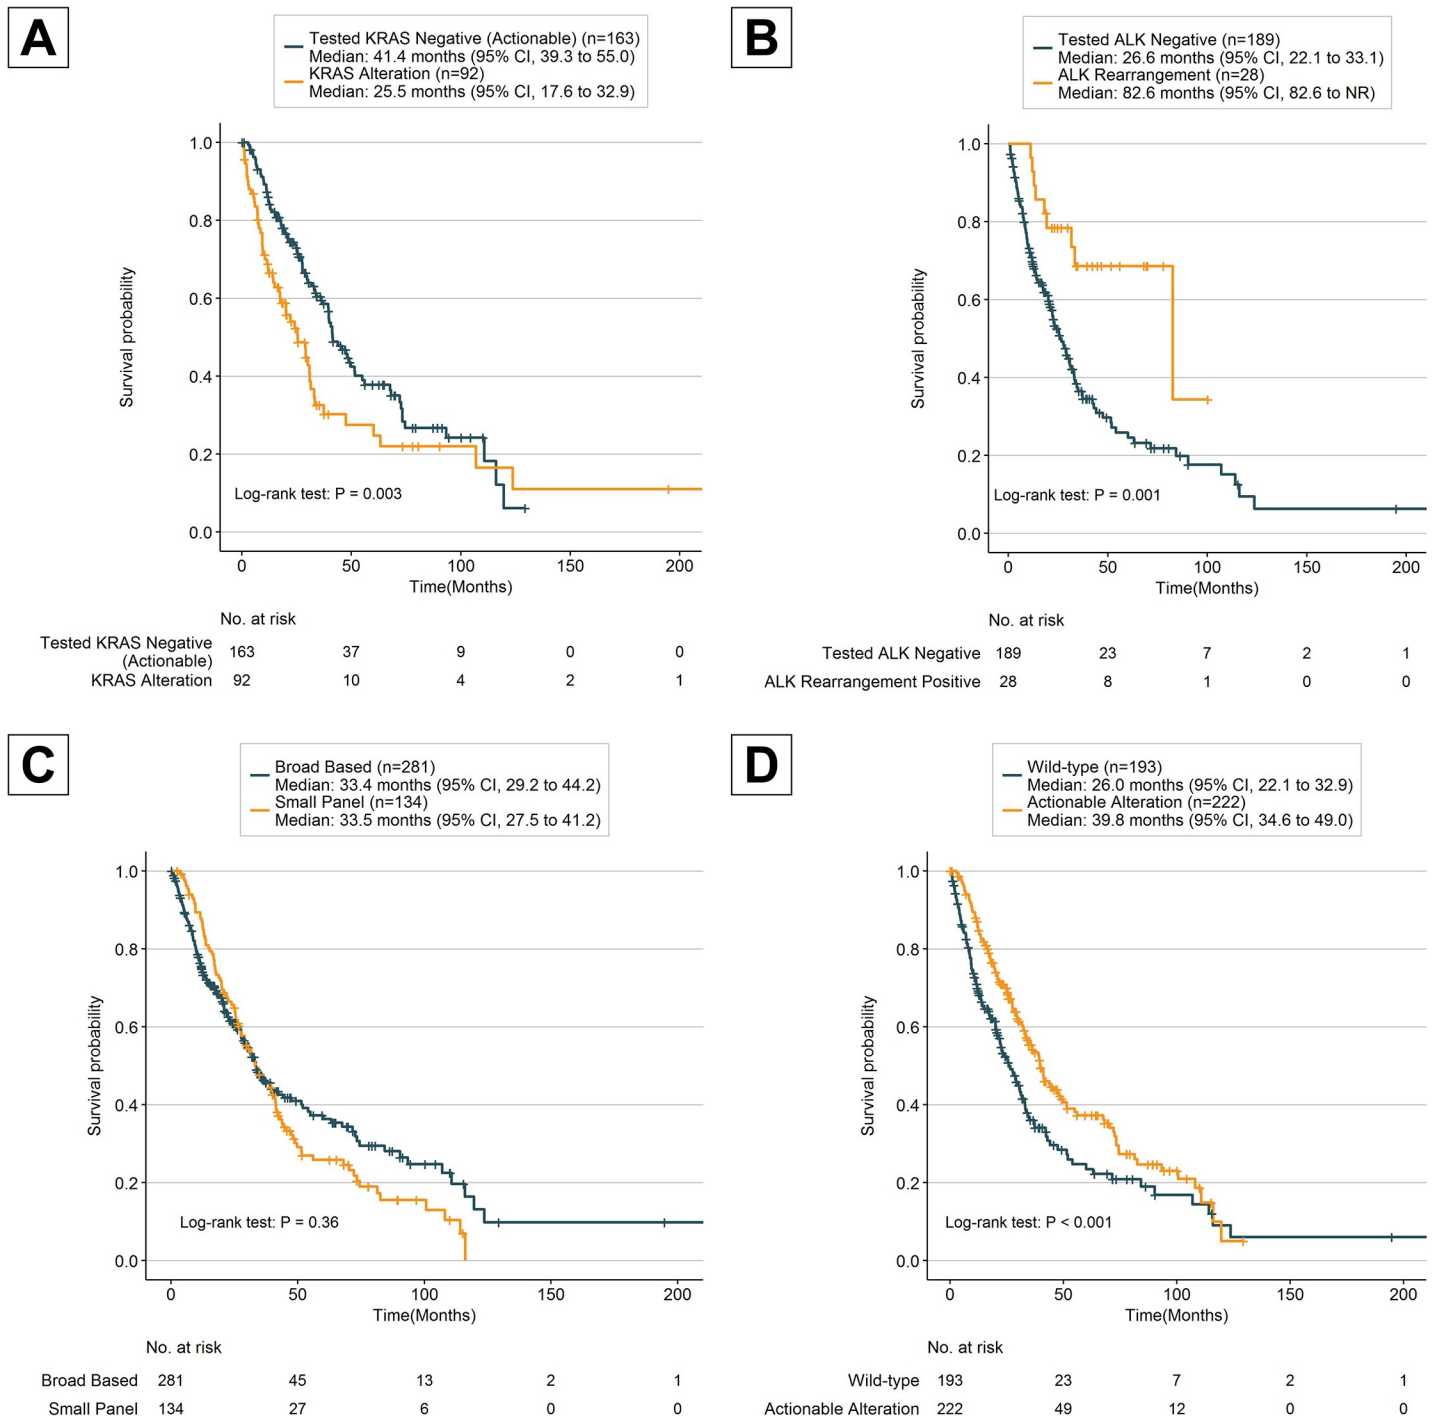 A
Tested KRAS Negative (Actionable) (n=163)
Median: 41.4 months (95% CI, 39.3 to 55.0)
KRAS Alteration (n=92)
Median: 25.5 months (95% CI, 17.6 to 32.9)
Survival probability
1.0
0.8
0.6
0.4
0.2
0.0
Log-rank test: P = 0.003
0 50 100 150 200
Time(Months)
No. at risk
Tested KRAS Negative
(Actionable) 163 37 9 0 0
KRAS Alteration 92 10 4 2 1
B
Tested ALK Negative (n=189)
Median: 26.6 months (95% CI, 22.1 to 33.1)
ALK Rearrangement (n=28)
Median: 82.6 months (95% CI, 82.6 to NR)
Survival probability
1.0
0.8
0.6
0.4
0.2
0.0
Log-rank test: P = 0.001
0 50 100 150 200
Time(Months)
No. at risk
Tested ALK Negative 189 23 7 2 1
ALK Rearrangement Positive 28 8 1 0 0
C
Broad Based (n=281)
Median: 33.4 months (95% CI, 29.2 to 44.2)
Small Panel (n=134)
Median: 33.5 months (95% CI, 27.5 to 41.2)
Survival probability
1.0
0.8
0.6
0.4
0.2
0.0
Log-rank test: P = 0.36
0 50 100 150 200
Time(Months)
No. at risk
Broad Based 281 45 13 2 1
Small Panel 134 27 6 0 0
D
Wild-type (n=193)
Median: 26.0 months (95% CI, 22.1 to 32.9)
Actionable Alteration (n=222)
Median: 39.8 months (95% CI, 34.6 to 49.0)
Survival probability
1.0
0.8
0.6
0.4
0.2
0.0
Log-rank test: P < 0.001
0 50 100 150 200
Time(Months)
No. at risk
Wild-type 193 23 7 2 1
Actionable Alteration 222 49 12 0 0